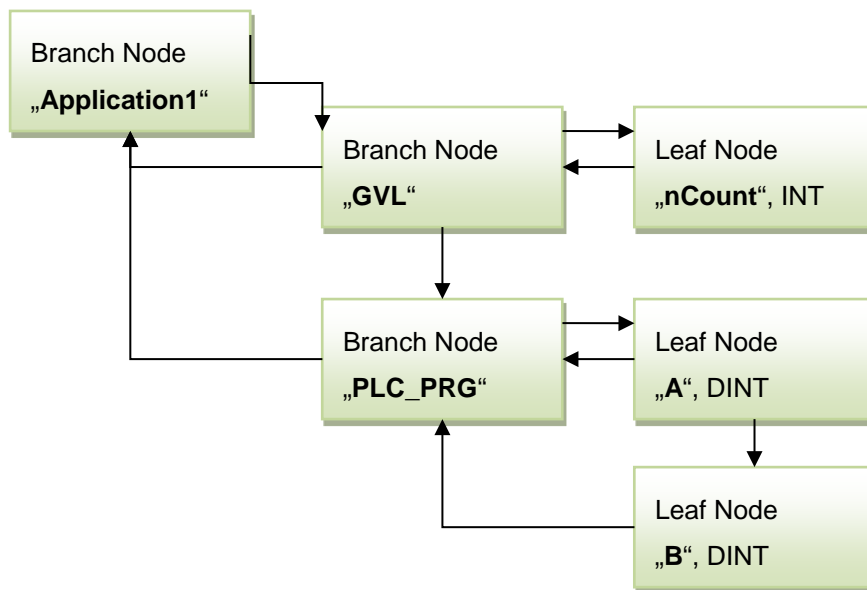 Branch Node
„Application1“
Branch Node
„GVL“
Leaf Node
„nCount“, INT
Branch Node
„PLC_PRG“
Leaf Node
„A“, DINT
Leaf Node
„B“, DINT